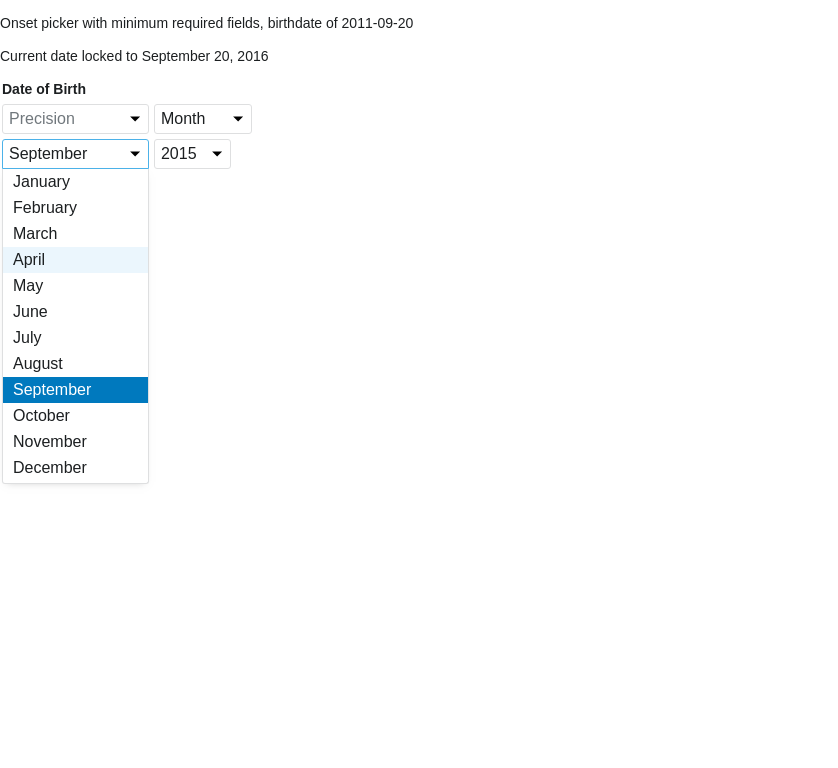 Onset picker with minimum required fields, birthdate of 2011-09-20
Current date locked to September 20, 2016
Date of Birth
Precision Month
September 2015
January
February
March
April
May
June
July
August
September
October
November
December